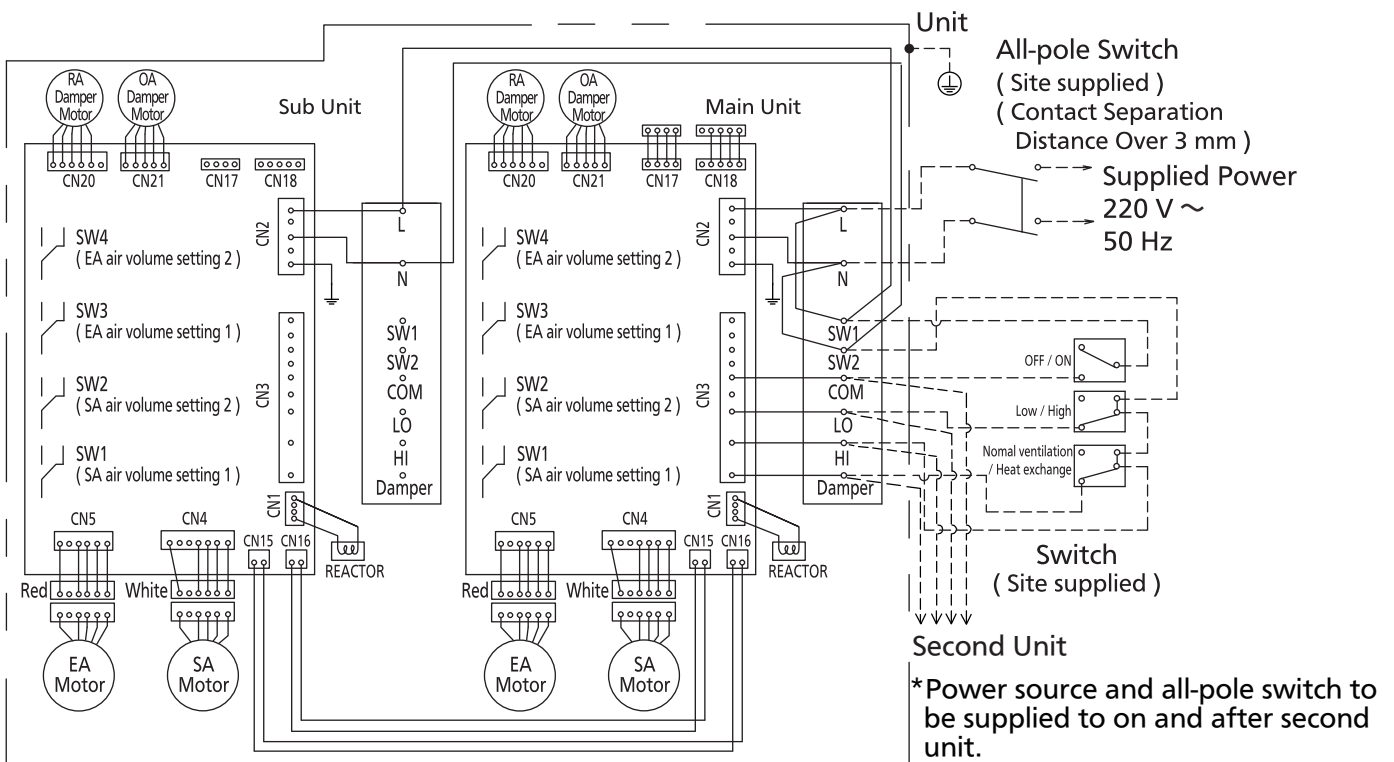 Unit
All-pole Switch
( Site supplied )
( Contact Separation
Distance Over 3 mm )
Supplied Power
220 V ～
50 Hz
Sub Unit
RA
Damper
Motor
OA
Damper
Motor
CN20
CN21
CN17
CN18
CN2
SW4
( EA air volume setting 2 )
SW3
( EA air volume setting 1 )
SW2
( SA air volume setting 2 )
SW1
( SA air volume setting 1 )
CN3
CN1
CN5
CN4
CN15
CN16
REACTOR
Red
White
EA
Motor
SA
Motor
L
N
SW1
SW2
COM
LO
HI
Damper
Main Unit
RA
Damper
Motor
OA
Damper
Motor
CN20
CN21
CN17
CN18
CN2
SW4
( EA air volume setting 2 )
SW3
( EA air volume setting 1 )
SW2
( SA air volume setting 2 )
SW1
( SA air volume setting 1 )
CN3
CN1
CN5
CN4
CN15
CN16
REACTOR
Red
White
EA
Motor
SA
Motor
L
N
SW1
SW2
COM
LO
HI
Damper
OFF / ON
Low / High
Nomal ventilation
/ Heat exchange
Switch
( Site supplied )
Second Unit
*Power source and all-pole switch to
be supplied to on and after second
unit.